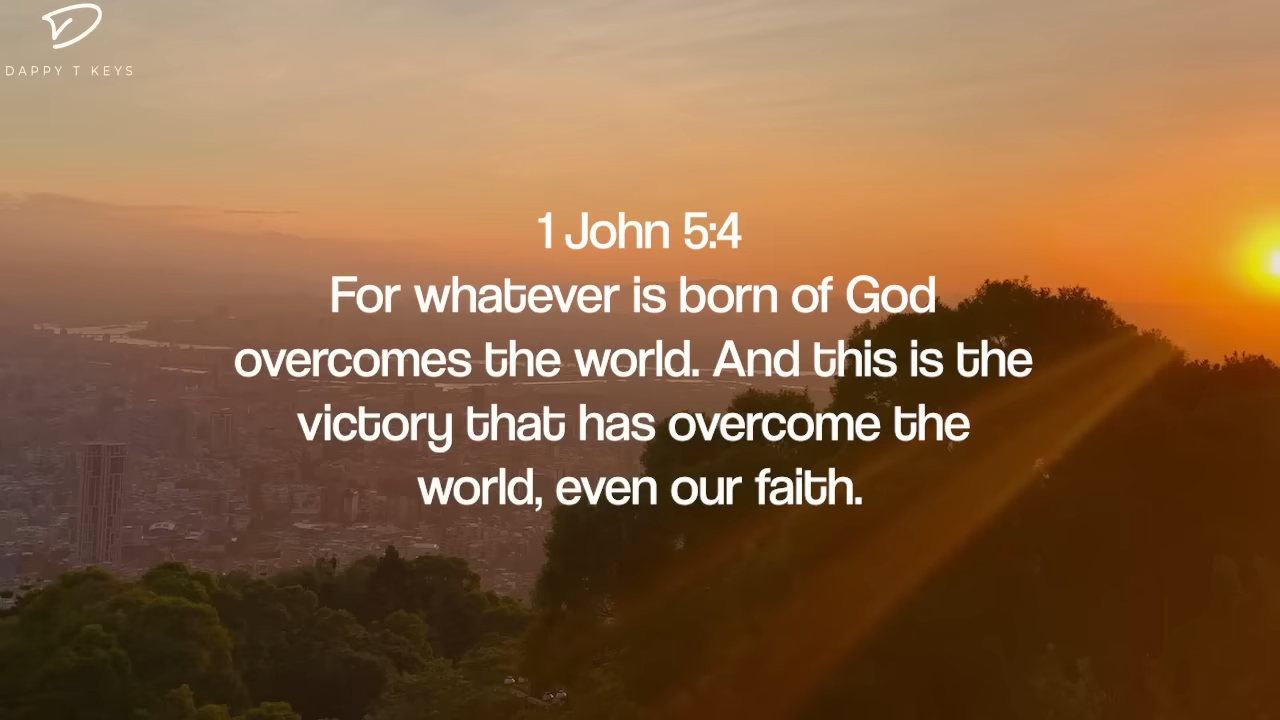 DAPPY T KEYS
1 John 5:4
For whatever is born of God
overcomes the world. And this is the
victory that has overcome the
world, even our faith.